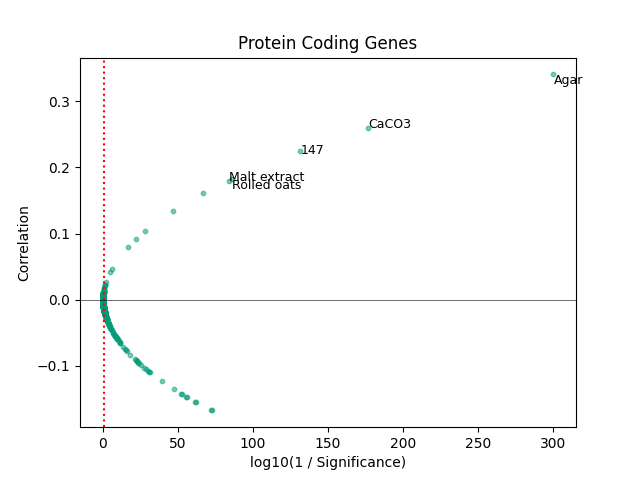 Protein Coding Genes
Agar
CaCO3
147
Malt extract
Rolled oats
0.3
0.2
0.1
0.0
−0.1
Correlation
0
50
100
150
200
250
300
log10(1 / Significance)